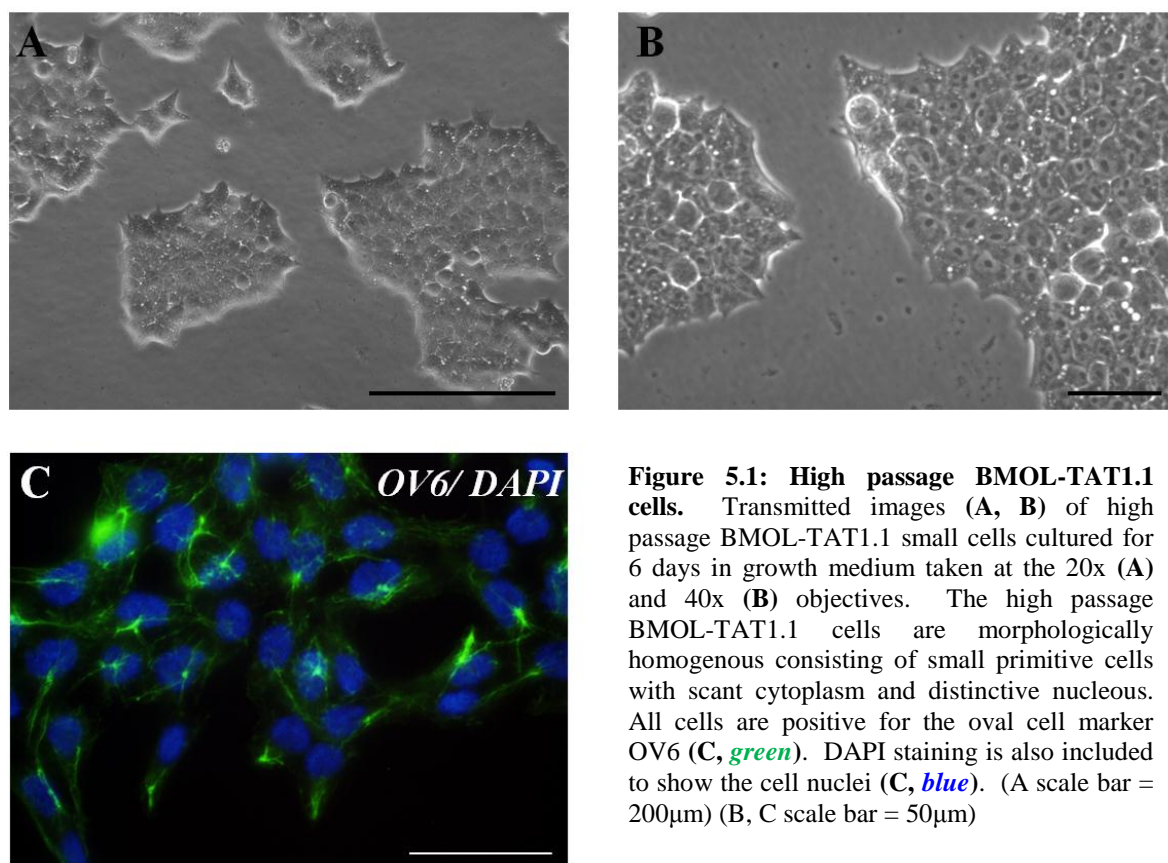 A
B
C
OV6/ DAPI
Figure 5.1: High passage BMOL-TAT1.1
cells. Transmitted images (A, B) of high
passage BMOL-TAT1.1 small cells cultured for
6 days in growth medium taken at the 20x (A)
and 40x (B) objectives. The high passage
BMOL-TAT1.1 cells are morphologically
homogenous consisting of small primitive cells
with scant cytoplasm and distinctive nucleous.
All cells are positive for the oval cell marker
OV6 (C, green). DAPI staining is also included
to show the cell nuclei (C, blue). (A scale bar =
200μm) (B, C scale bar = 50μm)